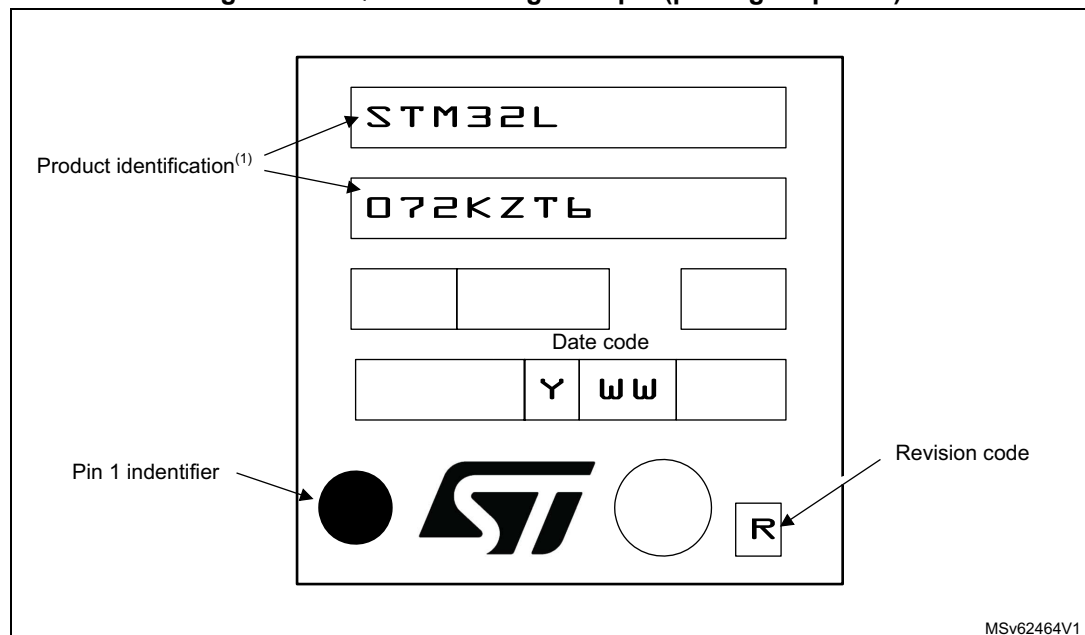 STM32L
Product identification(1)
072KZT6
Date code
Y WW
Pin 1 indentifier
Revision code
R
MSv62464V1